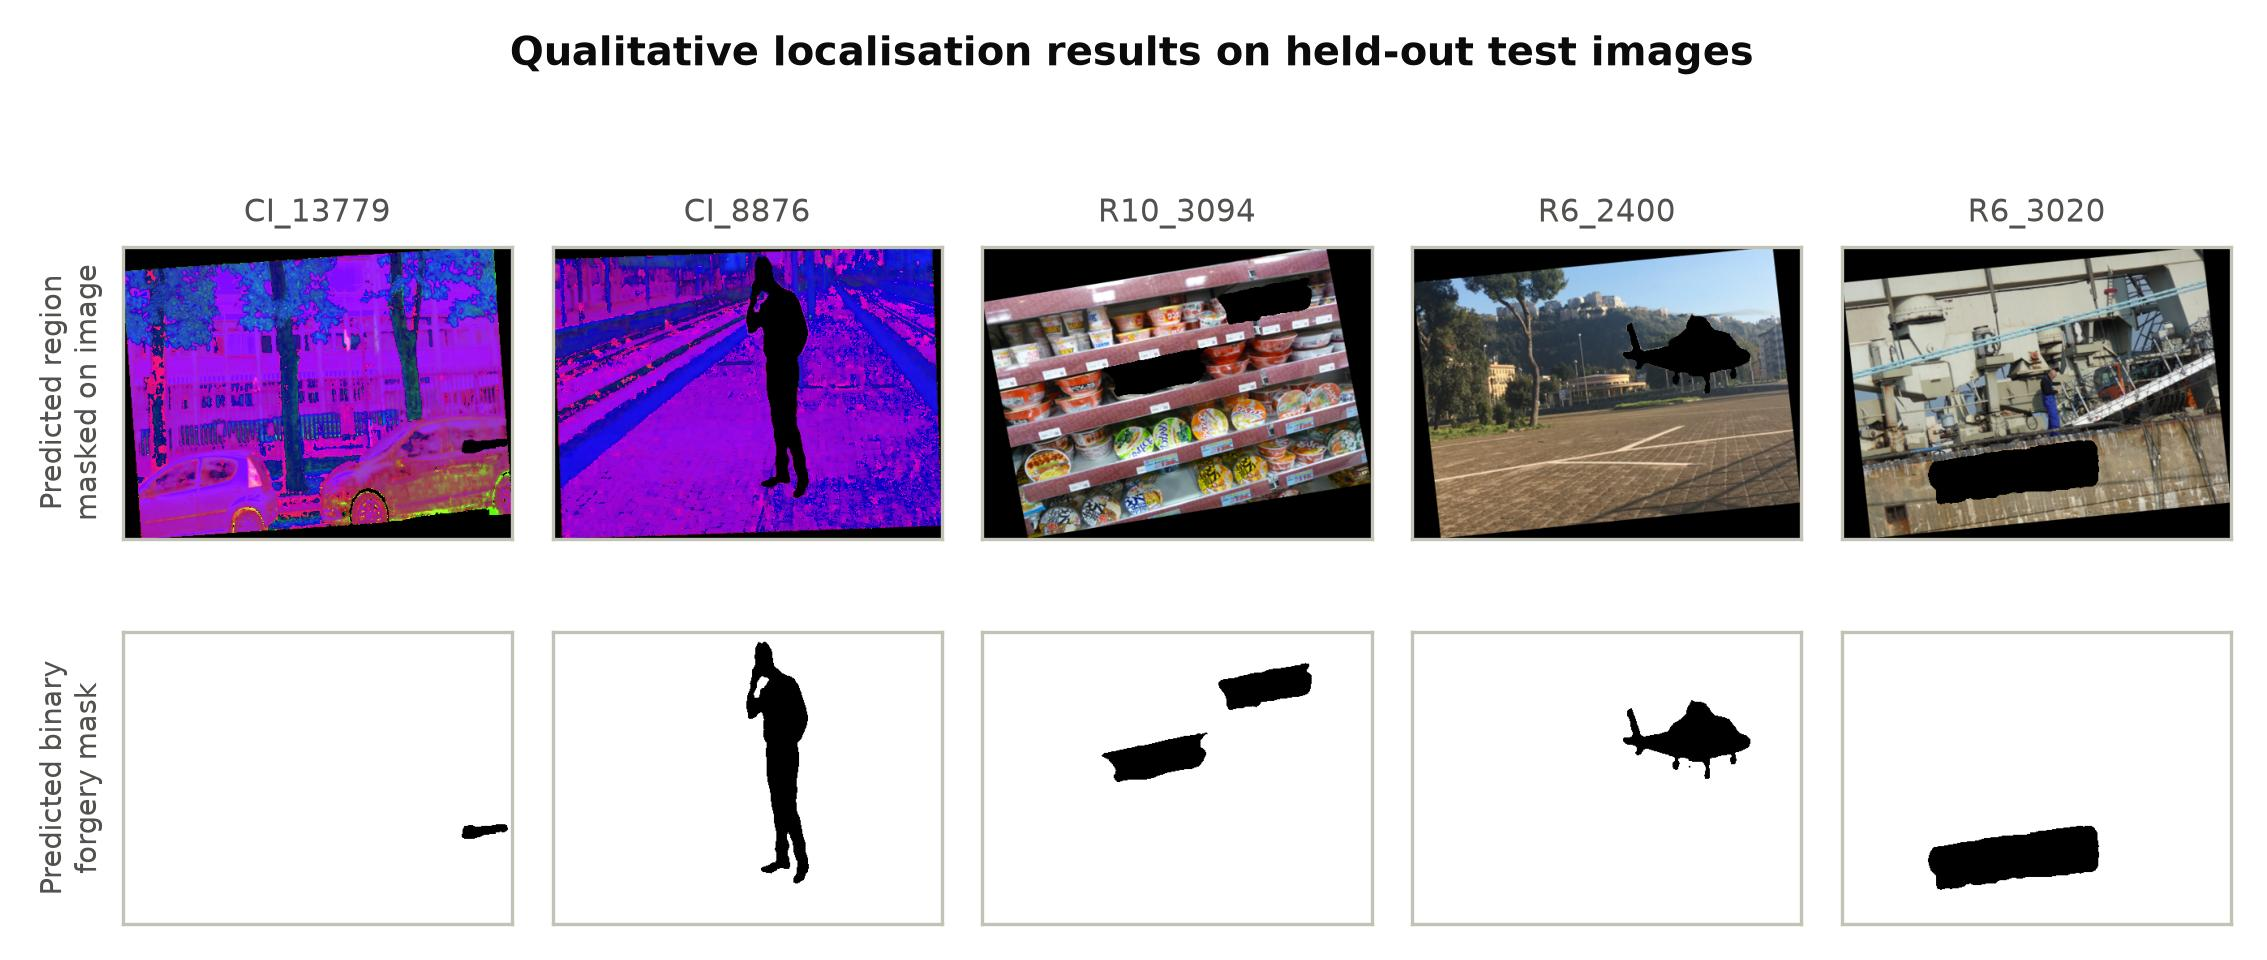 Qualitative localisation results on held-out test images
CI_13779
CI_8876
R10_3094
R6_2400
R6_3020
Predicted region
masked on image
Predicted binary
forgery mask